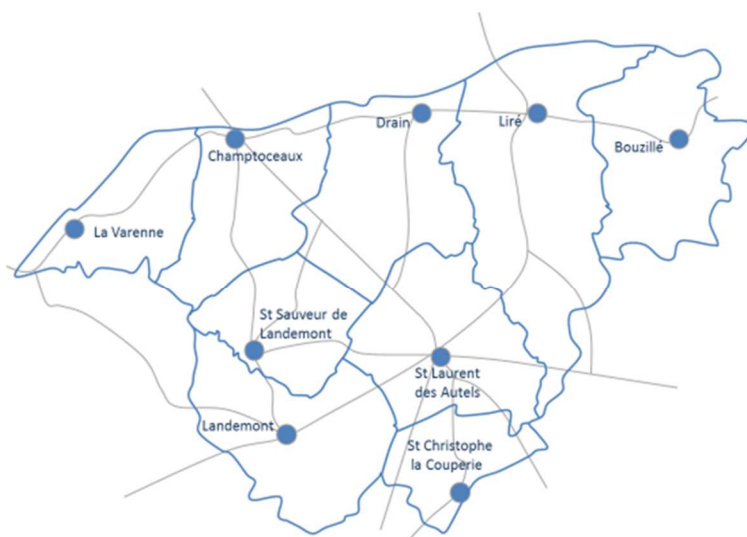 Drain
Liré
Champtoceaux
Bouzillé
La Varenne
St Sauveur de
Landemont
St Laurent
des Autels
Landemont
St Christophe
la Couperie